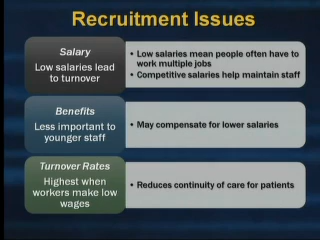 Recruitment Issues
Salary
Low salaries lead
to turnover
• Low salaries mean people often have to
work multiple jobs
• Competitive salaries help maintain staff
Benefits
Less important to
younger staff
• May compensate for lower salaries
Turnover Rates
Highest when
workers make low
wages
• Reduces continuity of care for patients